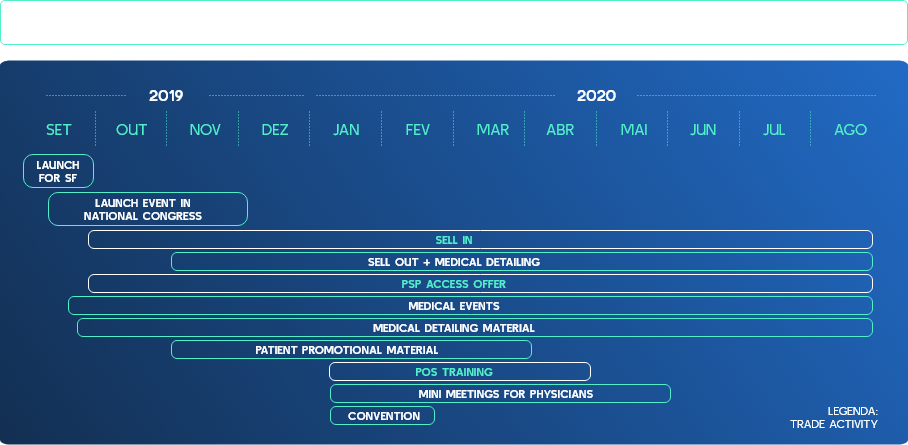 2019
2020
SET OUT NOV DEZ JAN FEV MAR ABR MAI JUN JUL AGO
LAUNCH
FOR SF
LAUNCH EVENT IN
NATIONAL CONGRESS
SELL IN
SELL OUT + MEDICAL DETAILING
PSP ACCESS OFFER
MEDICAL EVENTS
MEDICAL DETAILING MATERIAL
PATIENT PROMOTIONAL MATERIAL
POS TRAINING
MINI MEETINGS FOR PHYSICIANS
CONVENTION
LEGENDA:
TRADE ACTIVITY